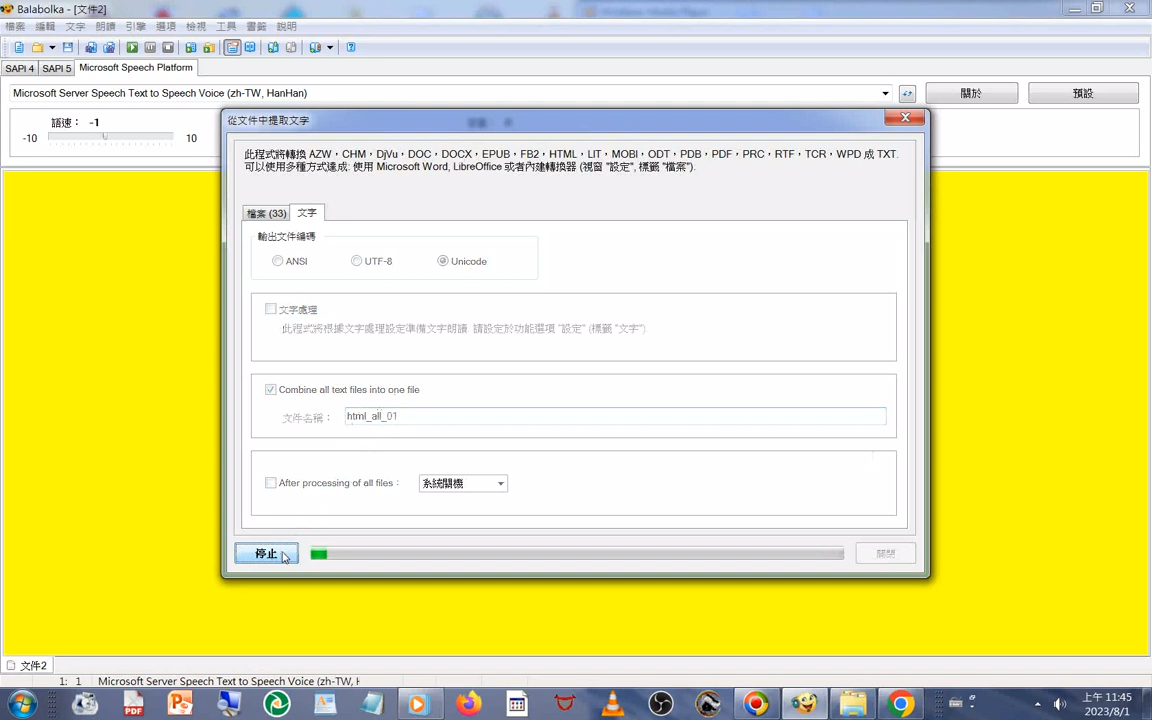 Balabolka - [文件2]
檔案 編輯 文字 朗讀 引擎 選項 檢視 工具 書籤 說明
SAPI 4 SAPI 5 Microsoft Speech Platform
Microsoft Server Speech Text to Speech Voice (zh-TW, HanHan) 關於 預設
語速： -1
-10 10
從文件中提取文字
此程式將轉換 AZW，CHM，DjVu，DOC，DOCX，EPUB，FB2，HTML，LIT，MOBI，ODT，PDB，PDF，PRC，RTF，TCR，WPD 成 TXT.
可以使用多種方式達成: 使用 Microsoft Word, LibreOffice 或者內建轉換器 (視窗 "設定", 標籤 "檔案").
檔案 (33) 文字
輸出文件編碼
ANSI UTF-8 Unicode
文字處理
此程式將根據文字處理設定準備文字朗讀. 請設定於功能選項 "設定" (標籤 "文字")
Combine all text files into one file
文件名稱： html_all_01
After processing of all files： 系統關機
停止 關閉
文件2
1: 1 Microsoft Server Speech Text to Speech Voice (zh-TW, H
PDF
上午 11:45
2023/8/1